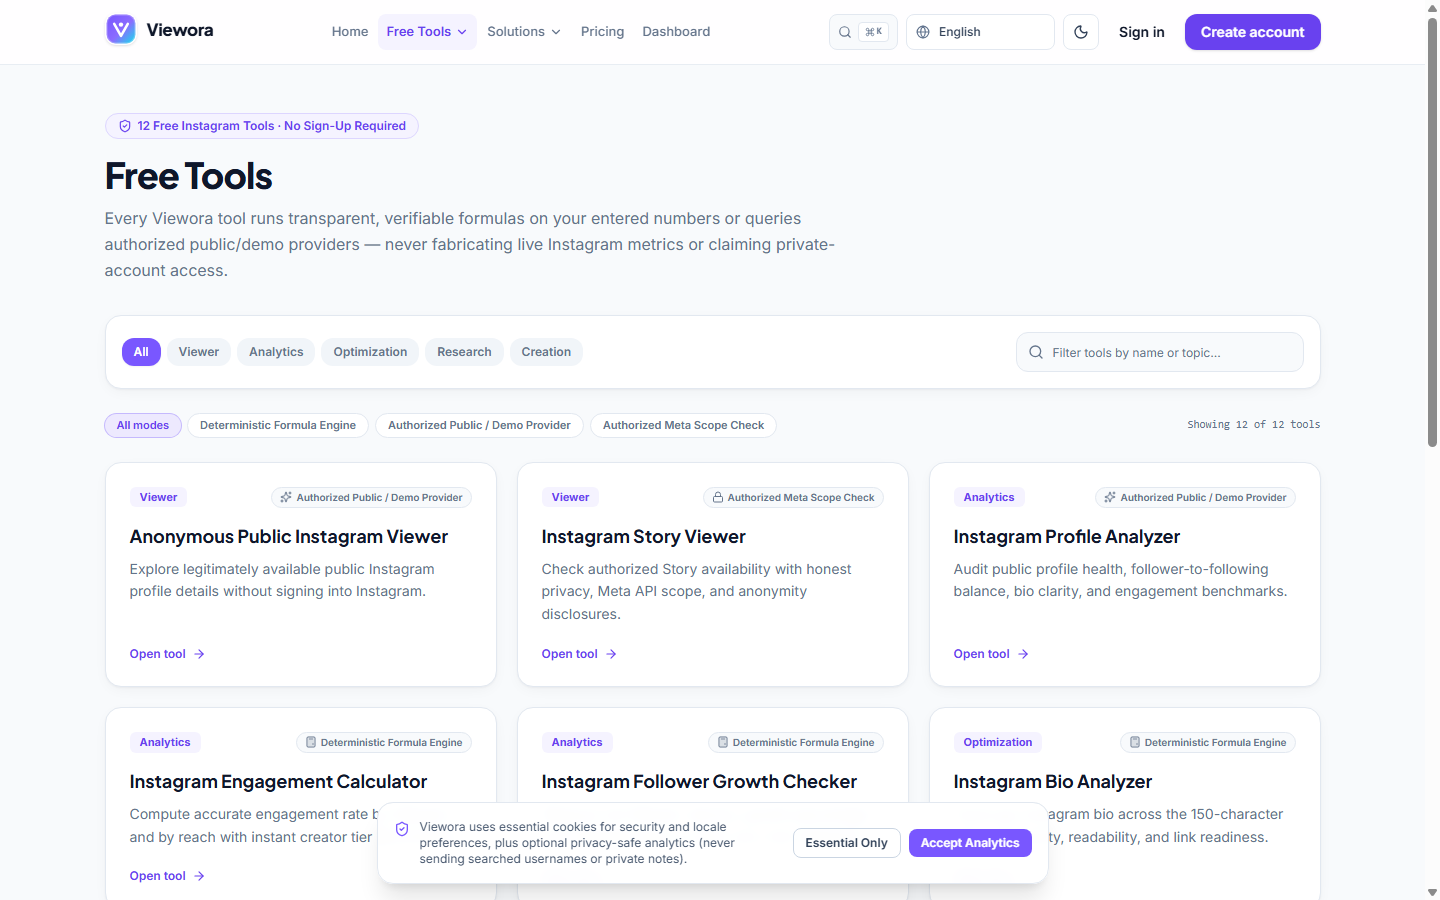 Viewora
Home
Free Tools
Solutions
Pricing
Dashboard
⌘K
English
Sign in
Create account
12 Free Instagram Tools · No Sign-Up Required
Free Tools
Every Viewora tool runs transparent, verifiable formulas on your entered numbers or queries
authorized public/demo providers — never fabricating live Instagram metrics or claiming private-
account access.
All
Viewer
Analytics
Optimization
Research
Creation
Filter tools by name or topic...
All modes
Deterministic Formula Engine
Authorized Public / Demo Provider
Authorized Meta Scope Check
Showing 12 of 12 tools
Viewer
Authorized Public / Demo Provider
Anonymous Public Instagram Viewer
Explore legitimately available public Instagram
profile details without signing into Instagram.
Open tool
Viewer
Authorized Meta Scope Check
Instagram Story Viewer
Check authorized Story availability with honest
privacy, Meta API scope, and anonymity
disclosures.
Open tool
Analytics
Authorized Public / Demo Provider
Instagram Profile Analyzer
Audit public profile health, follower-to-following
balance, bio clarity, and engagement benchmarks.
Open tool
Analytics
Deterministic Formula Engine
Instagram Engagement Calculator
Compute accurate engagement rate
and by reach with instant creator tier
Open tool
Analytics
Deterministic Formula Engine
Instagram Follower Growth Checker
Optimization
Deterministic Formula Engine
Instagram Bio Analyzer
bio across the 150-character
readability, and link readiness.
Viewora uses essential cookies for security and locale
preferences, plus optional privacy-safe analytics (never
sending searched usernames or private notes).
Essential Only
Accept Analytics